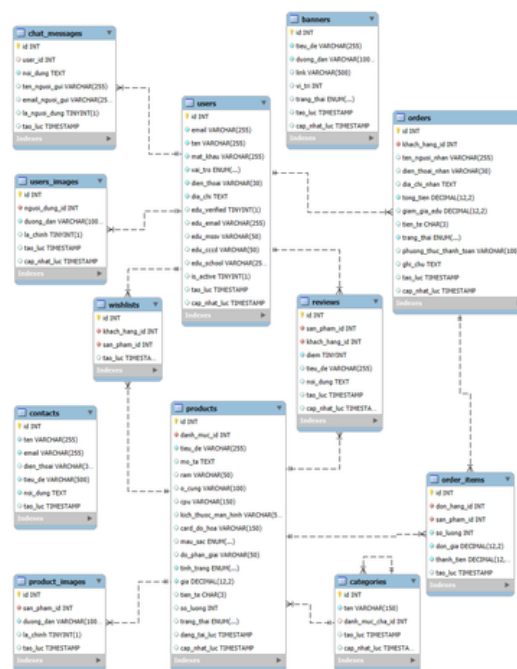 chat_messages
id INT
user_id INT
noi_dung TEXT
ten_nguoi_gui VARCHAR(255)
email_nguoi_gui VARCHAR(25...
la_nguoi_dung TINYINT(1)
tao_luc TIMESTAMP
Indexes
banners
id INT
tieu_de VARCHAR(255)
duong_dan VARCHAR(100...
link VARCHAR(500)
vi_tri INT
trang_thai ENUM(...)
tao_luc TIMESTAMP
cap_nhat_luc TIMESTAMP
Indexes
users
id INT
email VARCHAR(255)
ten VARCHAR(255)
mat_khau VARCHAR(255)
vai_tro ENUM(...)
dien_thoai VARCHAR(30)
dia_chi TEXT
edu_verified TINYINT(1)
edu_email VARCHAR(255)
edu_mssv VARCHAR(50)
edu_cccd VARCHAR(50)
edu_school VARCHAR(25...
is_active TINYINT(1)
tao_luc TIMESTAMP
cap_nhat_luc TIMESTAMP
Indexes
orders
id INT
khach_hang_id INT
ten_nguoi_nhan VARCHAR(255)
dien_thoai_nhan VARCHAR(30)
dia_chi_nhan TEXT
tong_tien DECIMAL(12,2)
giam_gia_edu DECIMAL(12,2)
tien_te CHAR(3)
trang_thai ENUM(...)
phuong_thuc_thanh_toan VARCHAR(100)
ghi_chu TEXT
tao_luc TIMESTAMP
cap_nhat_luc TIMESTAMP
Indexes
users_images
id INT
nguoi_dung_id INT
duong_dan VARCHAR(100...
la_chinh TINYINT(1)
tao_luc TIMESTAMP
cap_nhat_luc TIMESTAMP
Indexes
wishlists
id INT
khach_hang_id INT
san_pham_id INT
tao_luc TIMESTA...
Indexes
reviews
id INT
san_pham_id INT
khach_hang_id INT
diem TINYINT
tieu_de VARCHAR(255)
noi_dung TEXT
tao_luc TIMESTAMP
cap_nhat_luc TIMESTA...
Indexes
contacts
id INT
ten VARCHAR(255)
email VARCHAR(255)
dien_thoai VARCHAR(3...
tieu_de VARCHAR(500)
noi_dung TEXT
tao_luc TIMESTAMP
Indexes
products
id INT
danh_muc_id INT
tieu_de VARCHAR(255)
mo_ta TEXT
ram VARCHAR(50)
o_cung VARCHAR(100)
cpu VARCHAR(150)
kich_thuoc_man_hinh VARCHAR(5...
card_do_hoa VARCHAR(150)
mau_sac ENUM(...)
do_phan_giai VARCHAR(50)
tinh_trang ENUM(...)
gia DECIMAL(12,2)
tien_te CHAR(3)
so_luong INT
trang_thai ENUM(...)
dang_tai_luc TIMESTAMP
cap_nhat_luc TIMESTAMP
Indexes
order_items
id INT
don_hang_id INT
san_pham_id INT
so_luong INT
don_gia DECIMAL(12,2)
thanh_tien DECIMAL(12,...
tao_luc TIMESTAMP
Indexes
product_images
id INT
san_pham_id INT
duong_dan VARCHAR(100...
la_chinh TINYINT(1)
tao_luc TIMESTAMP
cap_nhat_luc TIMESTAMP
Indexes
categories
id INT
ten VARCHAR(150)
danh_muc_cha_id INT
tao_luc TIMESTAMP
cap_nhat_luc TIMESTAMP
Indexes